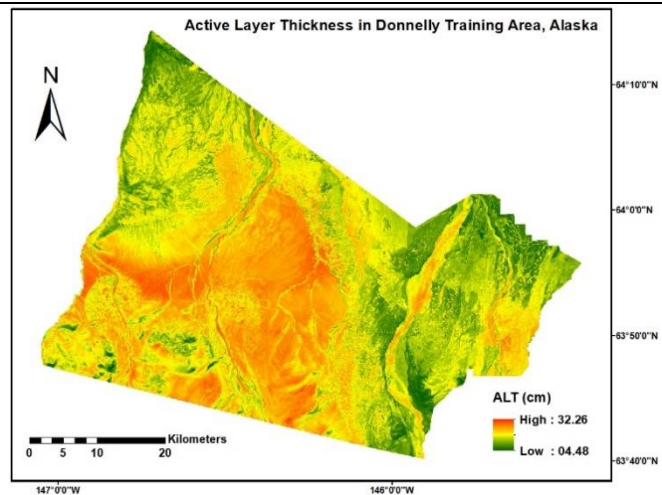 Active Layer Thickness in Donnelly Training Area, Alaska
N
64°10'0"N
64°0'0"N
63°50'0"N
ALT (cm)
High : 32.26
Low : 04.48
Kilometers
0 5 10 20
63°40'0"N
147°0'0"W 146°0'0"W